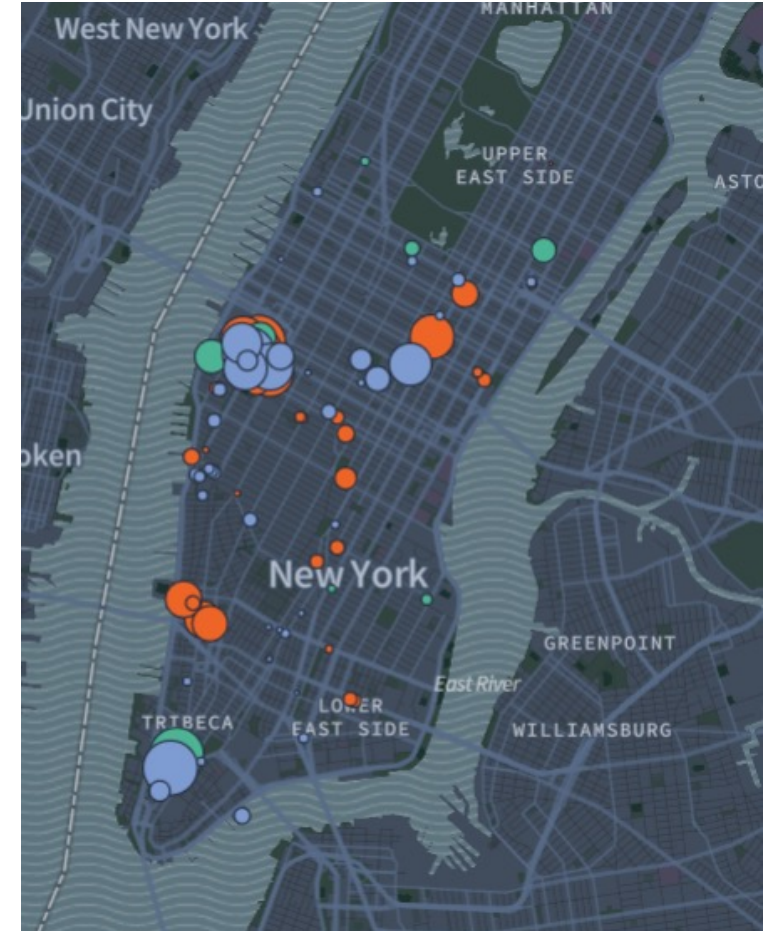 MANHATTAN
West New York
Union City
UPPER
EAST SIDE
ASTO
oken
New York
GREENPOINT
East River
TRIBECA
LOWER
EAST SIDE
WILLIAMSBURG